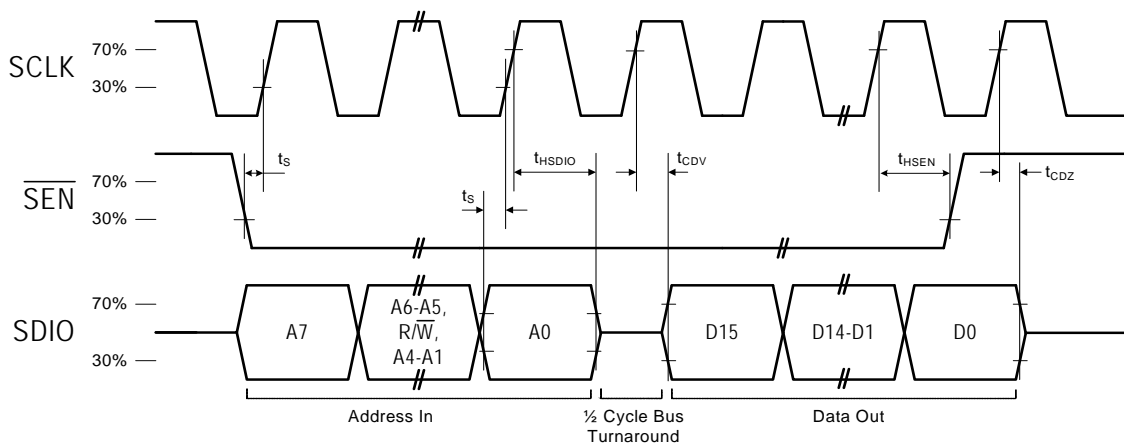 SCLK
70%
30%
SEN
70%
30%
tS
tHSDIO
tCDV
tHSEN
tCDZ
tS
SDIO
70%
30%
A7
A6-A5,
R/W,
A4-A1
A0
D15
D14-D1
D0
Address In
½ Cycle Bus
Turnaround
Data Out